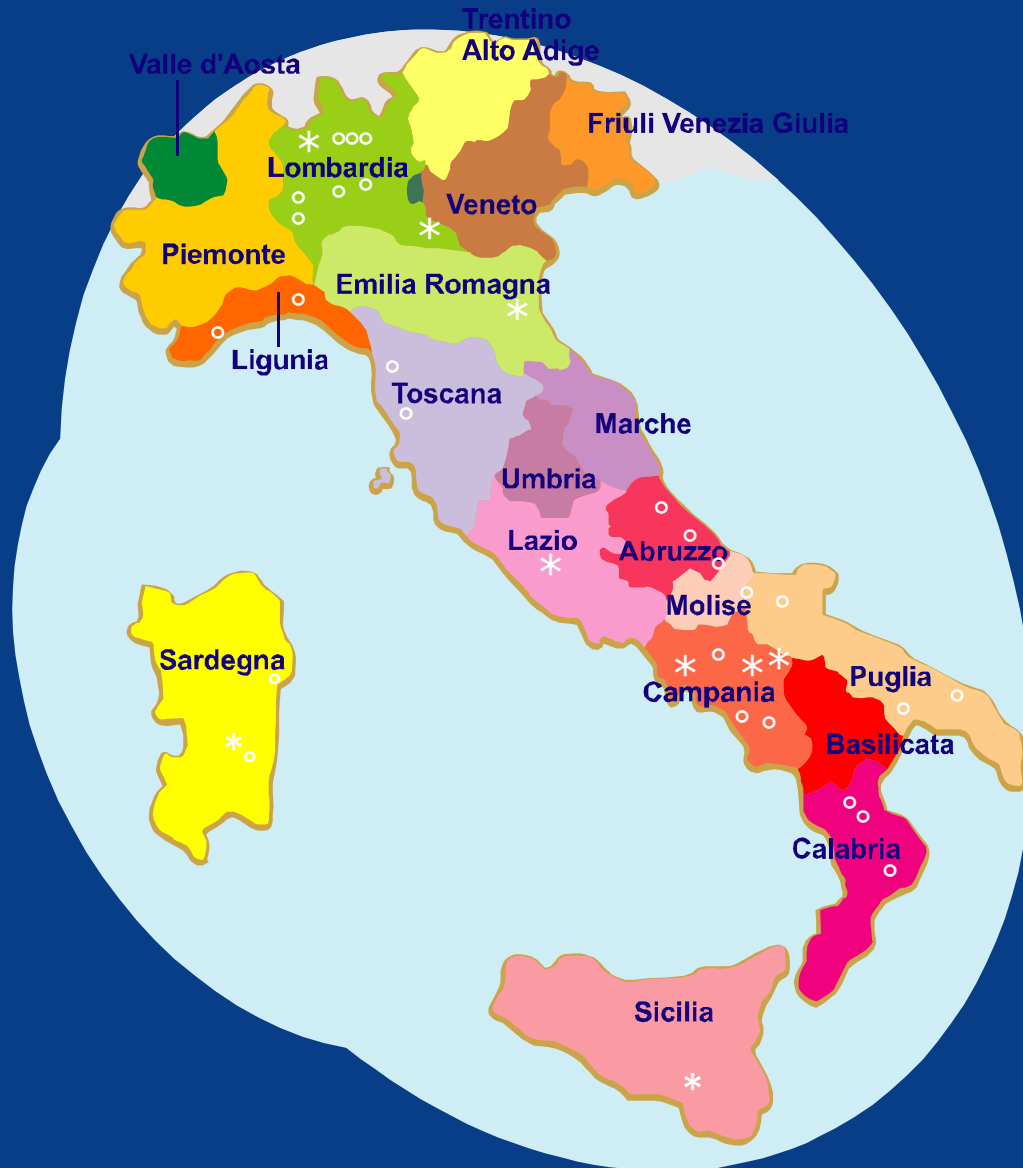 Trentino
Alto Adige
Valle d'Aosta
Friuli Venezia Giulia
Lombardia
Veneto
Piemonte
Emilia Romagna
Ligunia
Toscana
Marche
Umbria
Lazio
Abruzzo
Molise
Sardegna
Puglia
Campania
Basilicata
Calabria
Sicilia